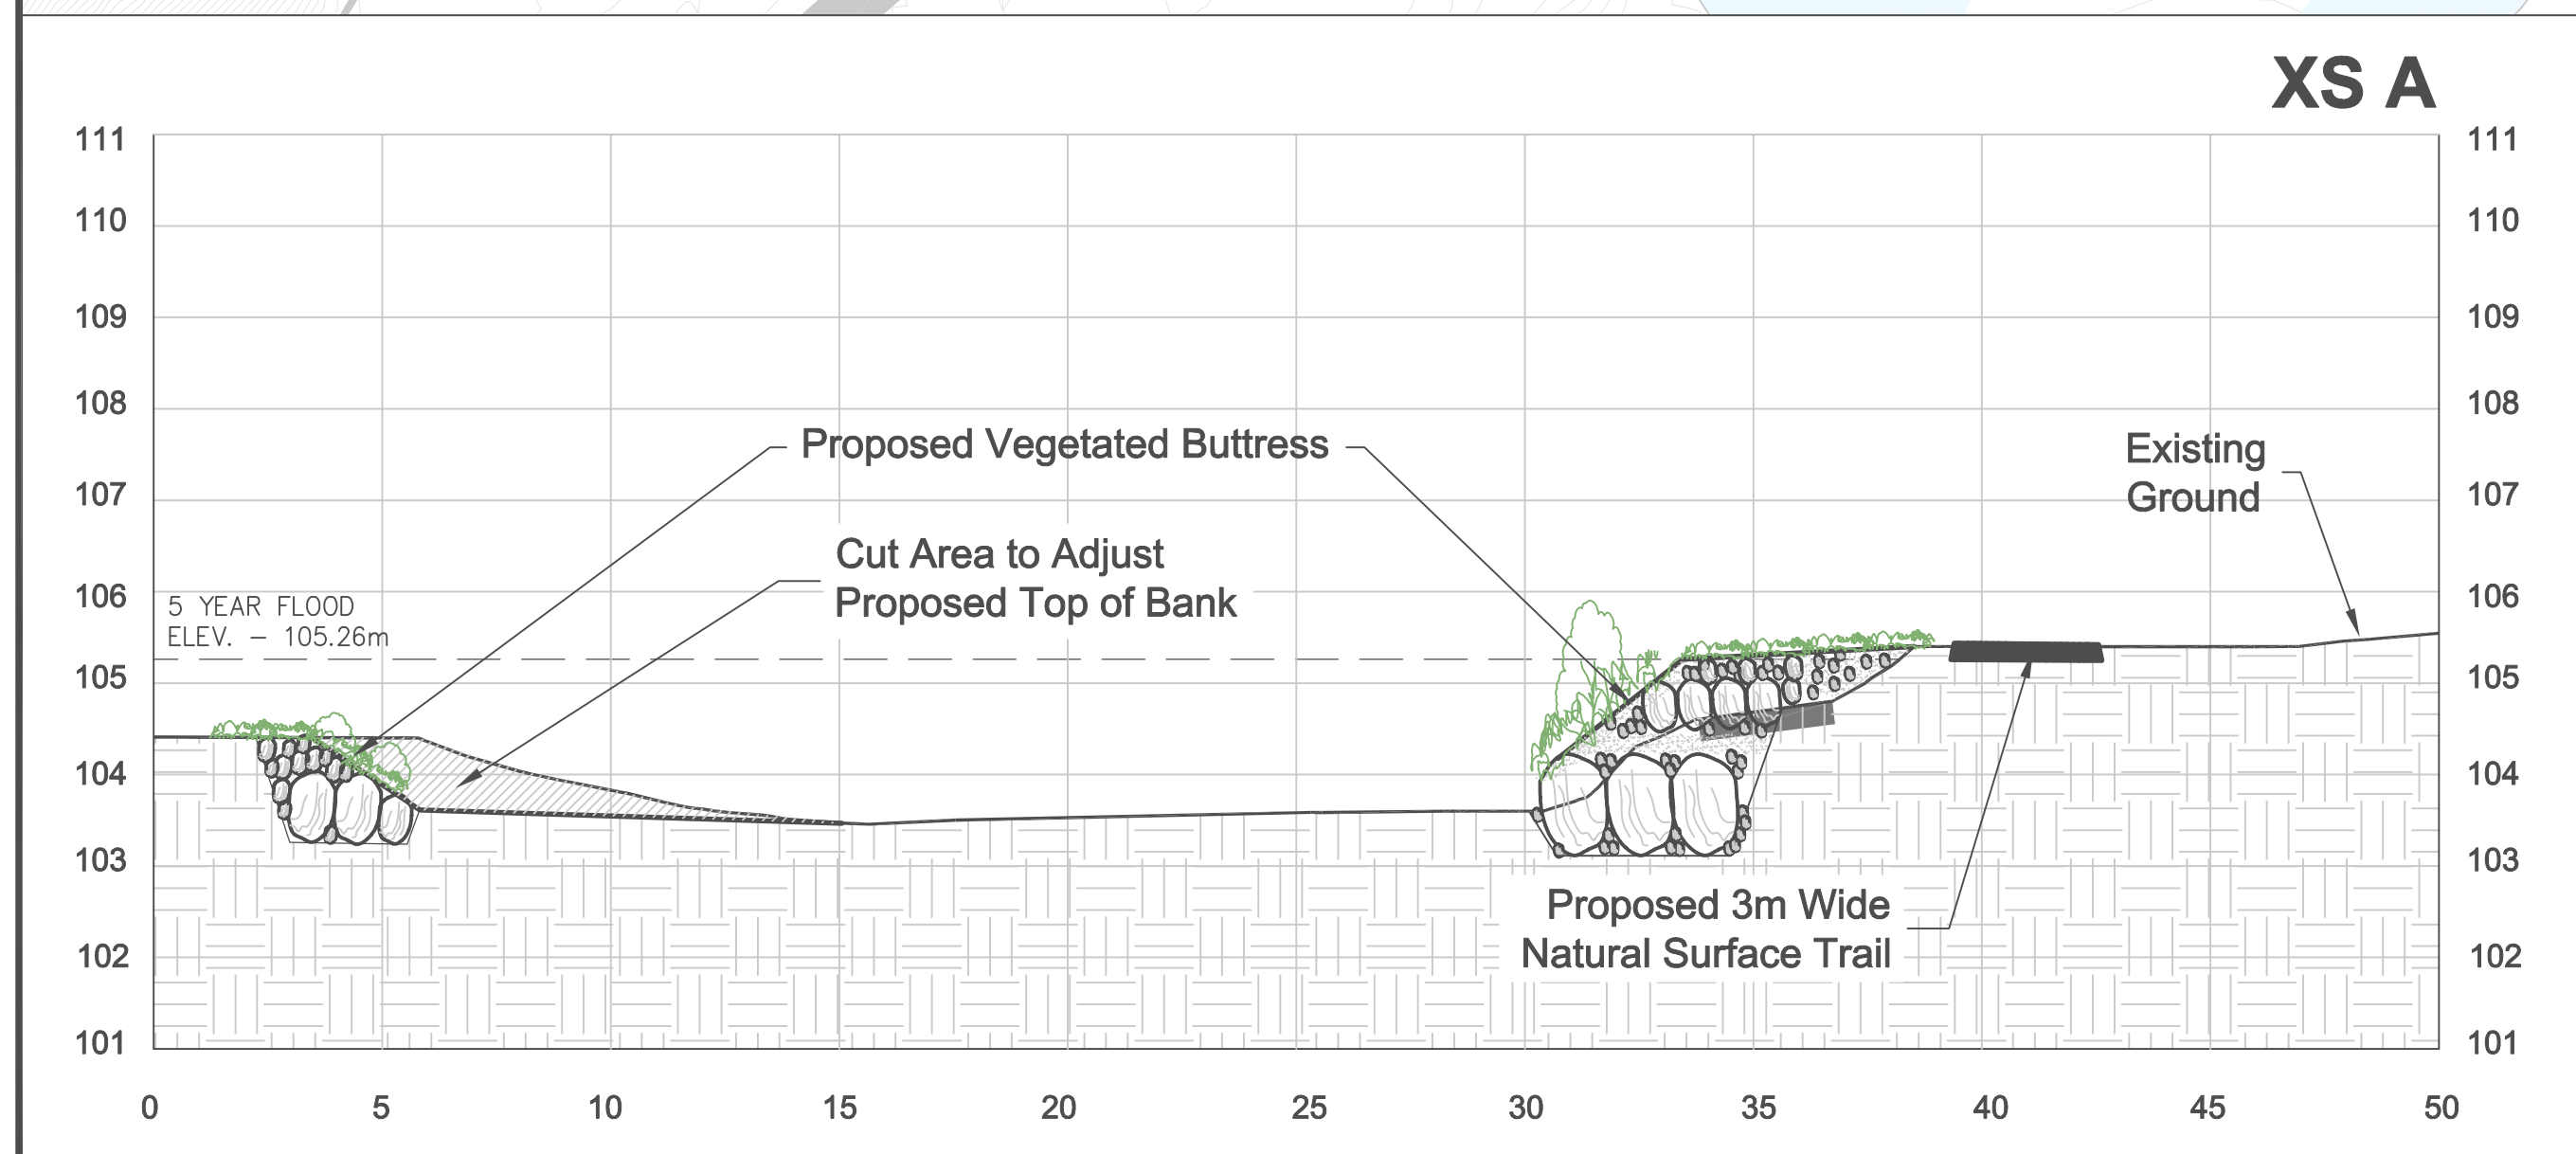 XS A
111 111
110 110
109 109
108 108
Proposed Vegetated Buttress
Existing
Ground
107 107
Cut Area to Adjust
Proposed Top of Bank
106 106
5 YEAR FLOOD
ELEV. - 105.26m
105 105
104 104
103 103
Proposed 3m Wide
Natural Surface Trail
102 102
101 101
0 5 10 15 20 25 30 35 40 45 50